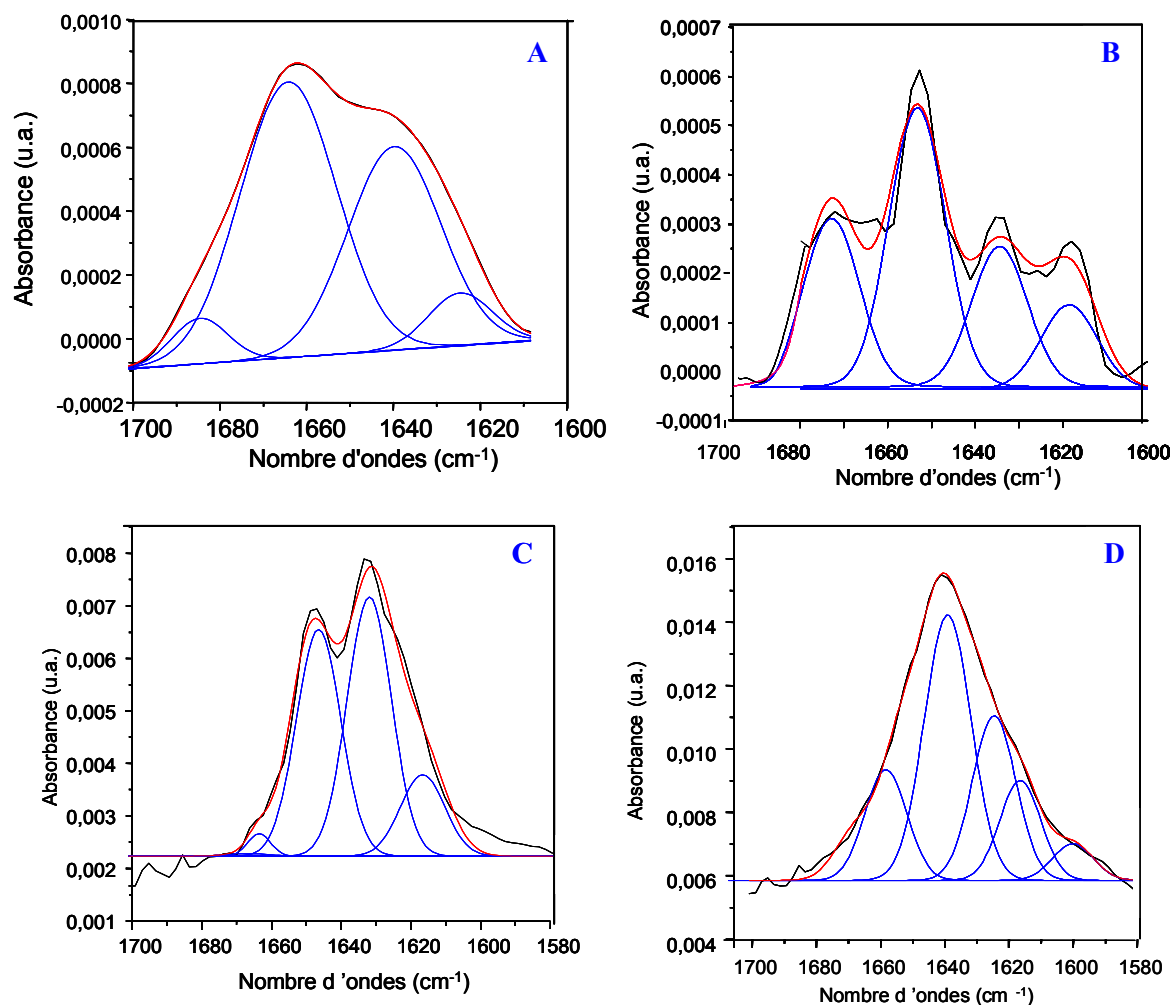 A
0,0010
0,0008
0,0006
0,0004
0,0002
0,0000
-0,0002
Absorbance (u.a.)
1700 1680 1660 1640 1620 1600
Nombre d'ondes (cm-1)
B
0,0007
0,0006
0,0005
0,0004
0,0003
0,0002
0,0001
0,0000
-0,0001
Absorbance (u.a.)
1700 1680 1660 1640 1620 1600
Nombre d'ondes (cm-1)
C
0,008
0,007
0,006
0,005
0,004
0,003
0,002
0,001
Absorbance (u.a.)
1700 1680 1660 1640 1620 1600 1580
Nombre d 'ondes (cm-1)
D
0,016
0,014
0,012
0,010
0,008
0,006
0,004
Absorbance (u.a.)
1700 1680 1660 1640 1620 1600 1580
Nombre d 'ondes (cm -1)